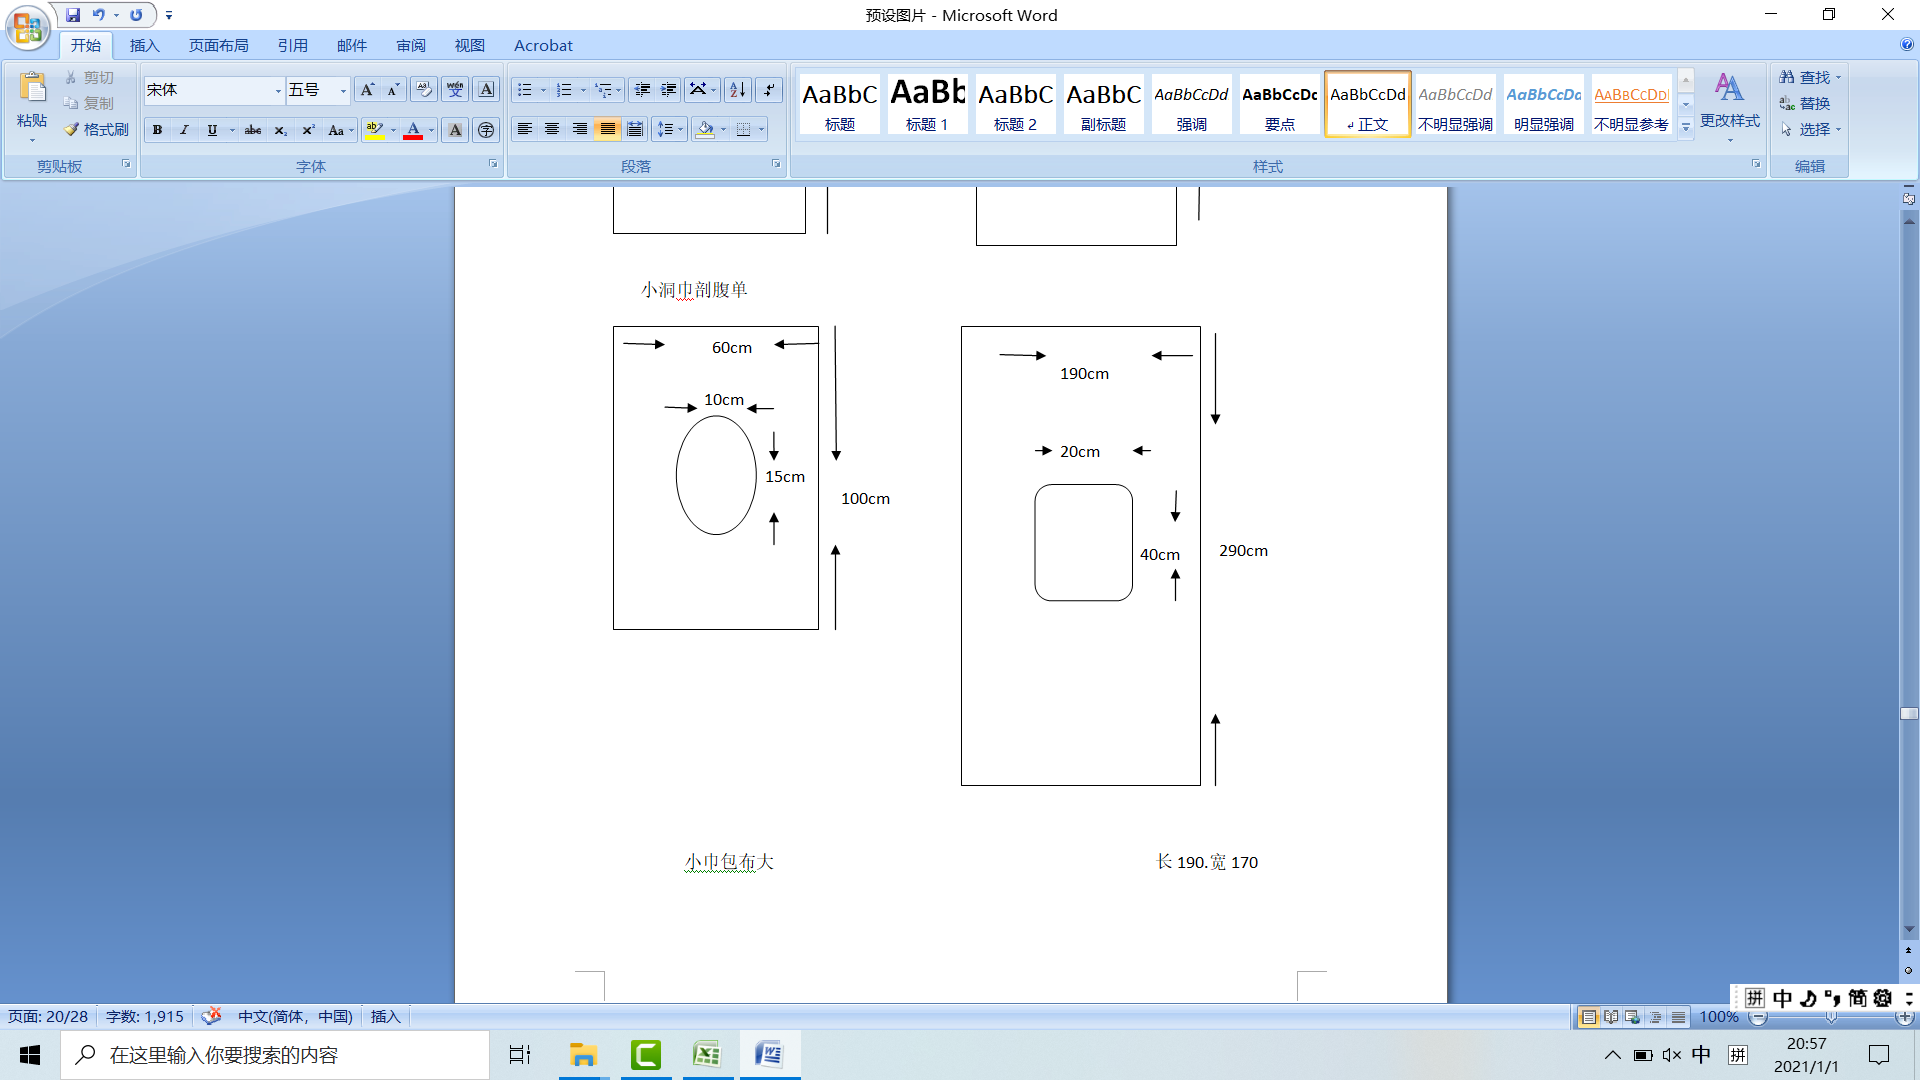 预设图片 - Microsoft Word
开始 插入 页面布局 引用 邮件 审阅 视图 Acrobat
粘贴 剪切 复制 格式刷
宋体 五号
AaBbC AaBb AaBbC AaBbC AaBbCcDd AaBbCcDc AaBbCcDd AaBbCcDd AaBbCcDd AABBCCDD
标题 标题 1 标题 2 副标题 强调 要点 正文 不明显强调 明显强调 不明显参考
更改样式
查找 替换 选择
剪贴板 字体 段落 样式 编辑
小洞巾剖腹单
60cm
190cm
10cm
20cm
15cm
100cm
40cm
290cm
小巾包布大 长 190.宽 170
拼 中 简
页面: 20/28 字数: 1,915 中文(简体，中国) 插入 100%
在这里输入你要搜索的内容
中 拼
20:57
2021/1/1